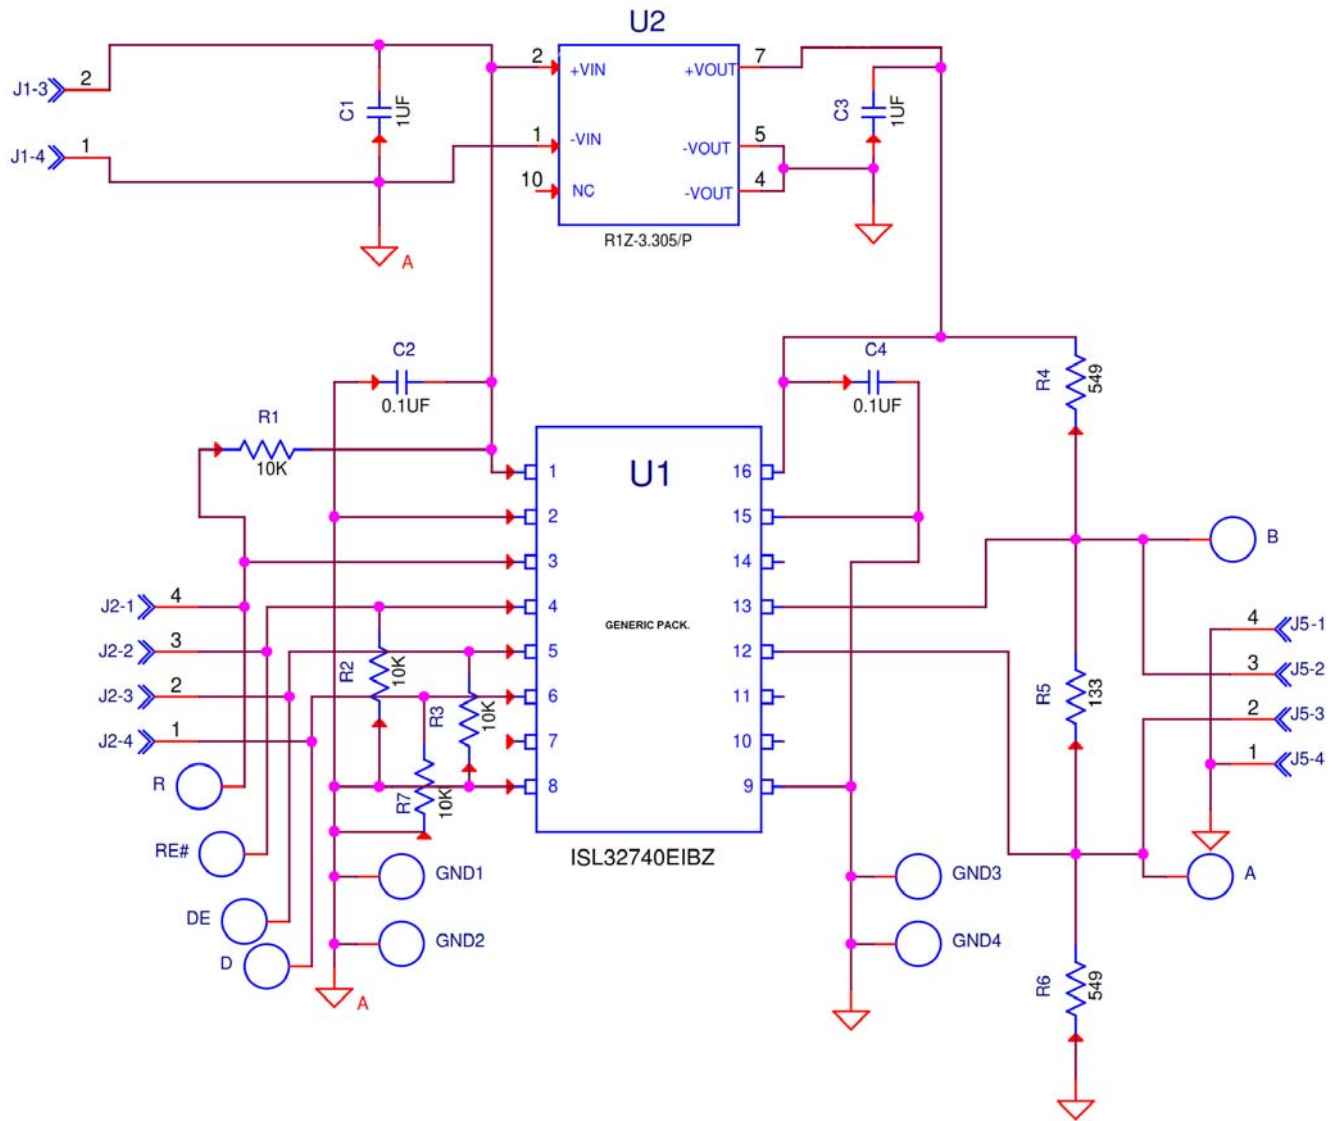 U2
J1-3 2
J1-4 1
C1
1UF
2 +VIN
1 -VIN
10 NC
+VOUT 7
-VOUT 5
-VOUT 4
R1Z-3.305/P
C3
1UF
A
C2
0.1UF
C4
0.1UF
R4
549
R1
10K
U1
1
2
3
4
5
6
7
8
16
15
14
13
12
11
10
9
GENERIC PACK.
ISL32740EIBZ
J2-1 4
J2-2 3
J2-3 2
J2-4 1
R2
10K
R3
10K
R7
10K
R
RE#
DE
D
GND1
GND2
A
GND3
GND4
B
4 J5-1
3 J5-2
2 J5-3
1 J5-4
R5
133
A
R6
549